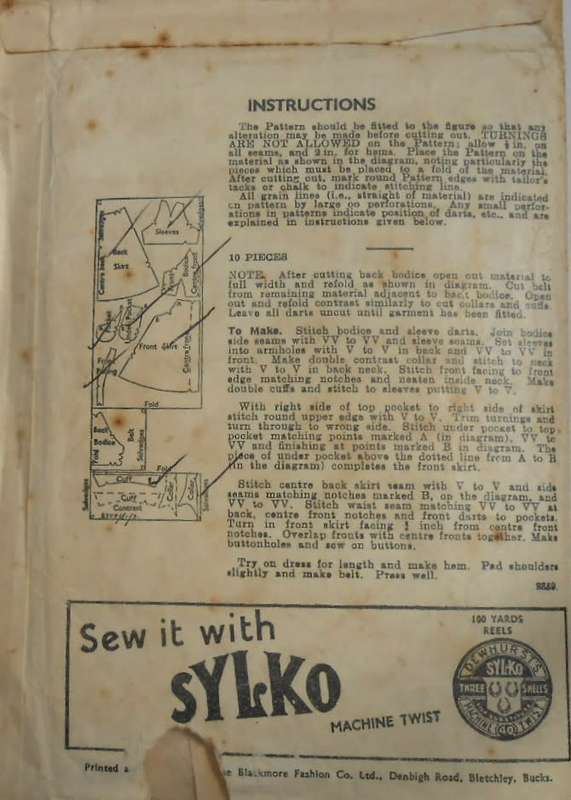 INSTRUCTIONS
The Pattern should be fitted to the figure so that any
alteration may be made before cutting out. TURNINGS
ARE NOT ALLOWED on the Pattern; allow ½ in. on
all seams, and 2 in. for hems. Place the Pattern on the
material as shown in the diagram, noting particularly the
pieces which must be placed to a fold of the material.
After cutting out, mark round Pattern edges with tailor's
tacks or chalk to indicate stitching line.
All grain lines (i.e., straight of material) are indicated
on pattern by large oo perforations. Any small perfor-
ations in patterns indicate position of darts, etc., and are
explained in instructions given below.
10 PIECES
NOTE. After cutting back bodice open out material to
full width and refold as shown in diagram. Cut belt
from remaining material adjacent to back bodice. Open
out and refold contrast similarly to cut collars and cuffs.
Leave all darts uncut until garment has been fitted.
To Make. Stitch bodice and sleeve darts. Join bodice
side seams with VV to VV and sleeve seams. Set sleeves
into armholes with V to V in back and VV to VV in
front. Make double contrast collar and stitch to neck
with V to V in back neck. Stitch front facing to front
edge matching notches and neaten inside neck. Make
double cuffs and stitch to sleeves putting V to V.
With right side of top pocket to right side of skirt
stitch round upper edge with V to V. Trim turnings and
turn through to wrong side. Stitch under pocket to top
pocket matching points marked A (in diagram), VV to
VV and finishing at points marked B in diagram. The
piece of under pocket above the dotted line from A to B
(in the diagram) completes the front skirt.
Stitch centre back skirt seam with V to V and side
seams matching notches marked B, on the diagram, and
VV to VV. Stitch waist seam matching VV to VV at
back, centre front notches and front darts to pockets.
Turn in front skirt facing inch from centre front
notches. Overlap fronts with centre fronts together. Make
buttonholes and sew on buttons.
Try on dress for length and make hem. Pad shoulders
slightly and make belt. Press well.
Sleeves
Back
Skirt
Centre Back
Selvedges
Front Skirt
Centre Front
Fold
Back
Bodice
Fold
Belt
Selvedges
Fold
Cuff
Cuff
Contrast
Collar
Collar
Selvedges
Selvedges
Sew it with
SYLKO
MACHINE TWIST
100 YARDS
REELS
DEWHURST'S
SYLKO
THREE SHELLS
MACHINE 40 TWIST
Printed a
e Blackmore Fashion Co. Ltd., Denbigh Road, Bletchley, Bucks.